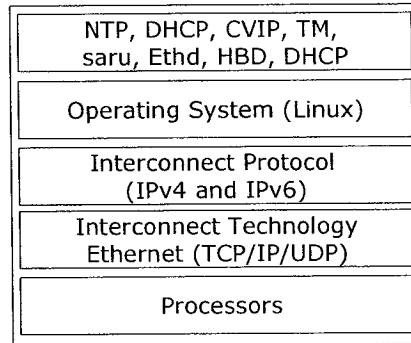 NTP, DHCP, CVIP, TM,
saru, Ethd, HBD, DHCP
Operating System (Linux)
Interconnect Protocol
(IPv4 and IPv6)
Interconnect Technology
Ethernet (TCP/IP/UDP)
Processors